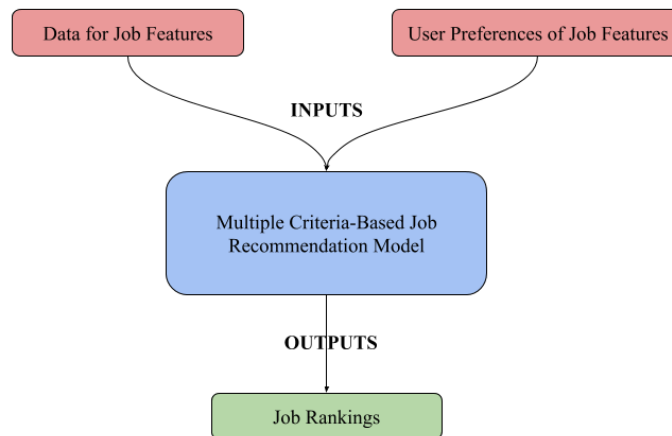 Data for Job Features
User Preferences of Job Features
INPUTS
Multiple Criteria-Based Job
Recommendation Model
OUTPUTS
Job Rankings